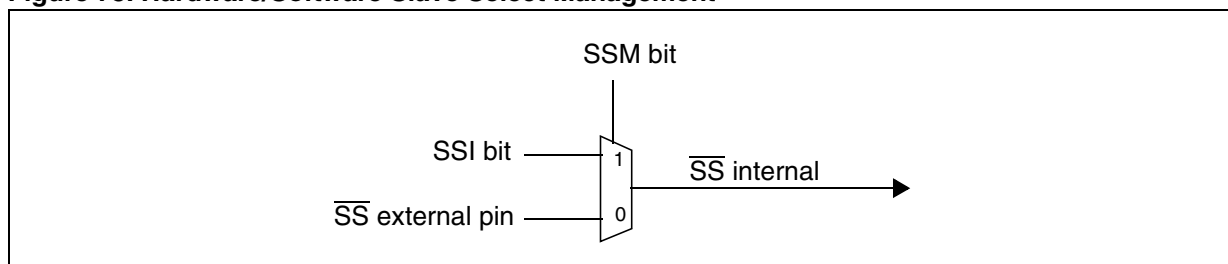 SSM bit
SSI bit
1
SS internal
SS external pin
0